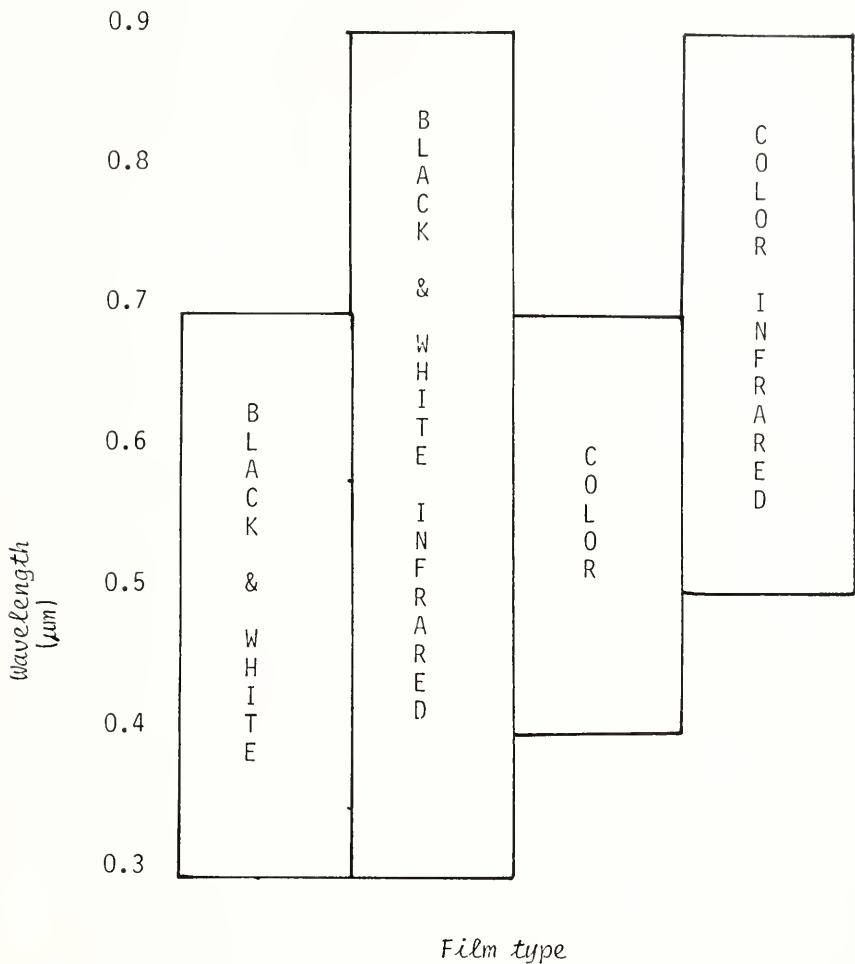 0.9
0.8
0.7
0.6
0.5
0.4
0.3
Wavelength
(μm)
BLACK & WHITE
BLACK & WHITE INFRARED
COLOR
COLOR INFRARED
Film type